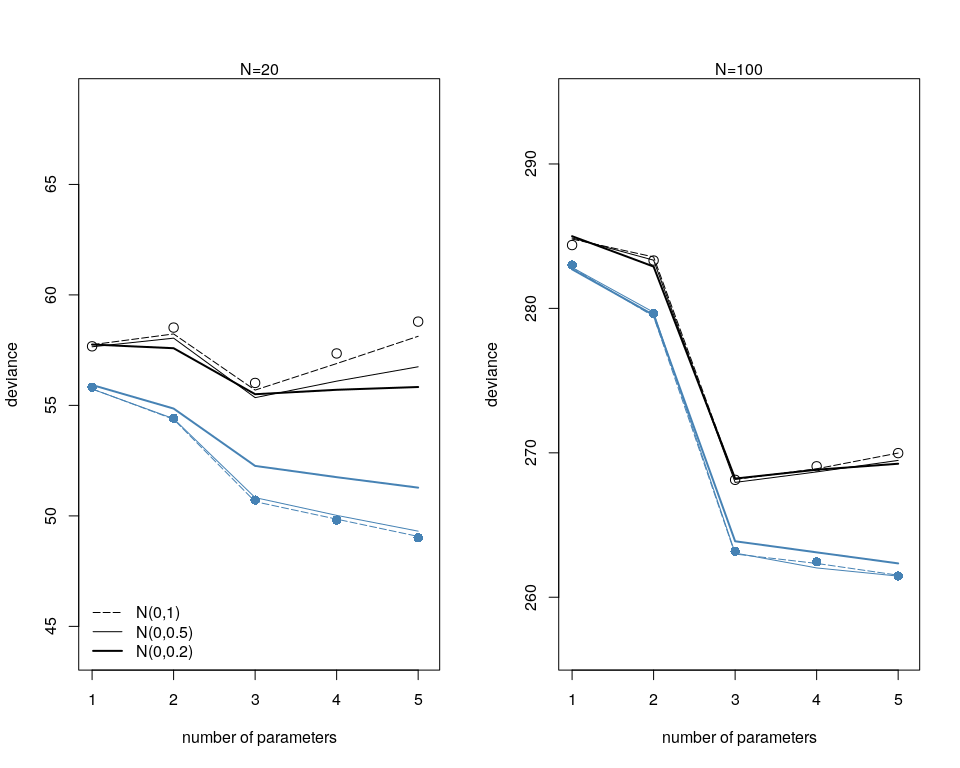 N=20
65
60
55
50
45
deviance
N(0,1)
N(0,0.5)
N(0,0.2)
1 2 3 4 5
number of parameters
N=100
290
280
270
260
deviance
1 2 3 4 5
number of parameters